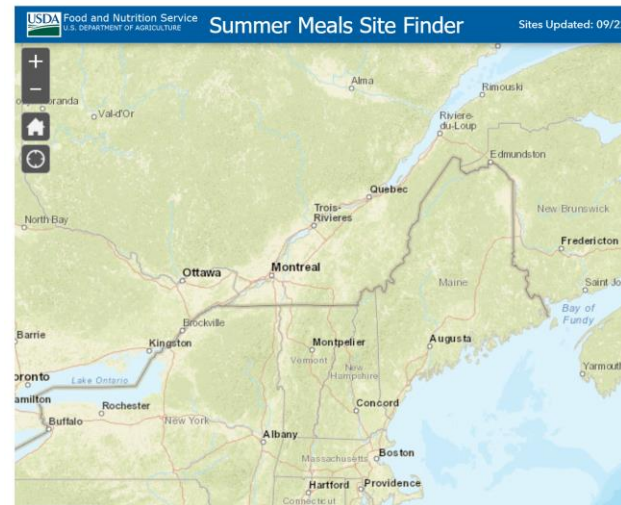 USDA Food and Nutrition Service
U.S. DEPARTMENT OF AGRICULTURE
Summer Meals Site Finder
Sites Updated: 09/2
+
−
Alma
Rimouski
oranda
Val-d'Or
Riviere-
du-Loup
Edmundston
Quebec
New Brunswick
North Bay
Trois-
Rivieres
Fredericton
Ottawa
Montreal
Maine
Saint Jo
Bay of
Fundy
Brockville
Barrie
Kingston
Montpelier
Augusta
Vermont
New
Hampshire
Yarmouth
oronto
Lake Ontario
amilton
Rochester
Concord
Buffalo
New York
Albany
Massachusetts
Boston
Hartford
Providence
Connecticut